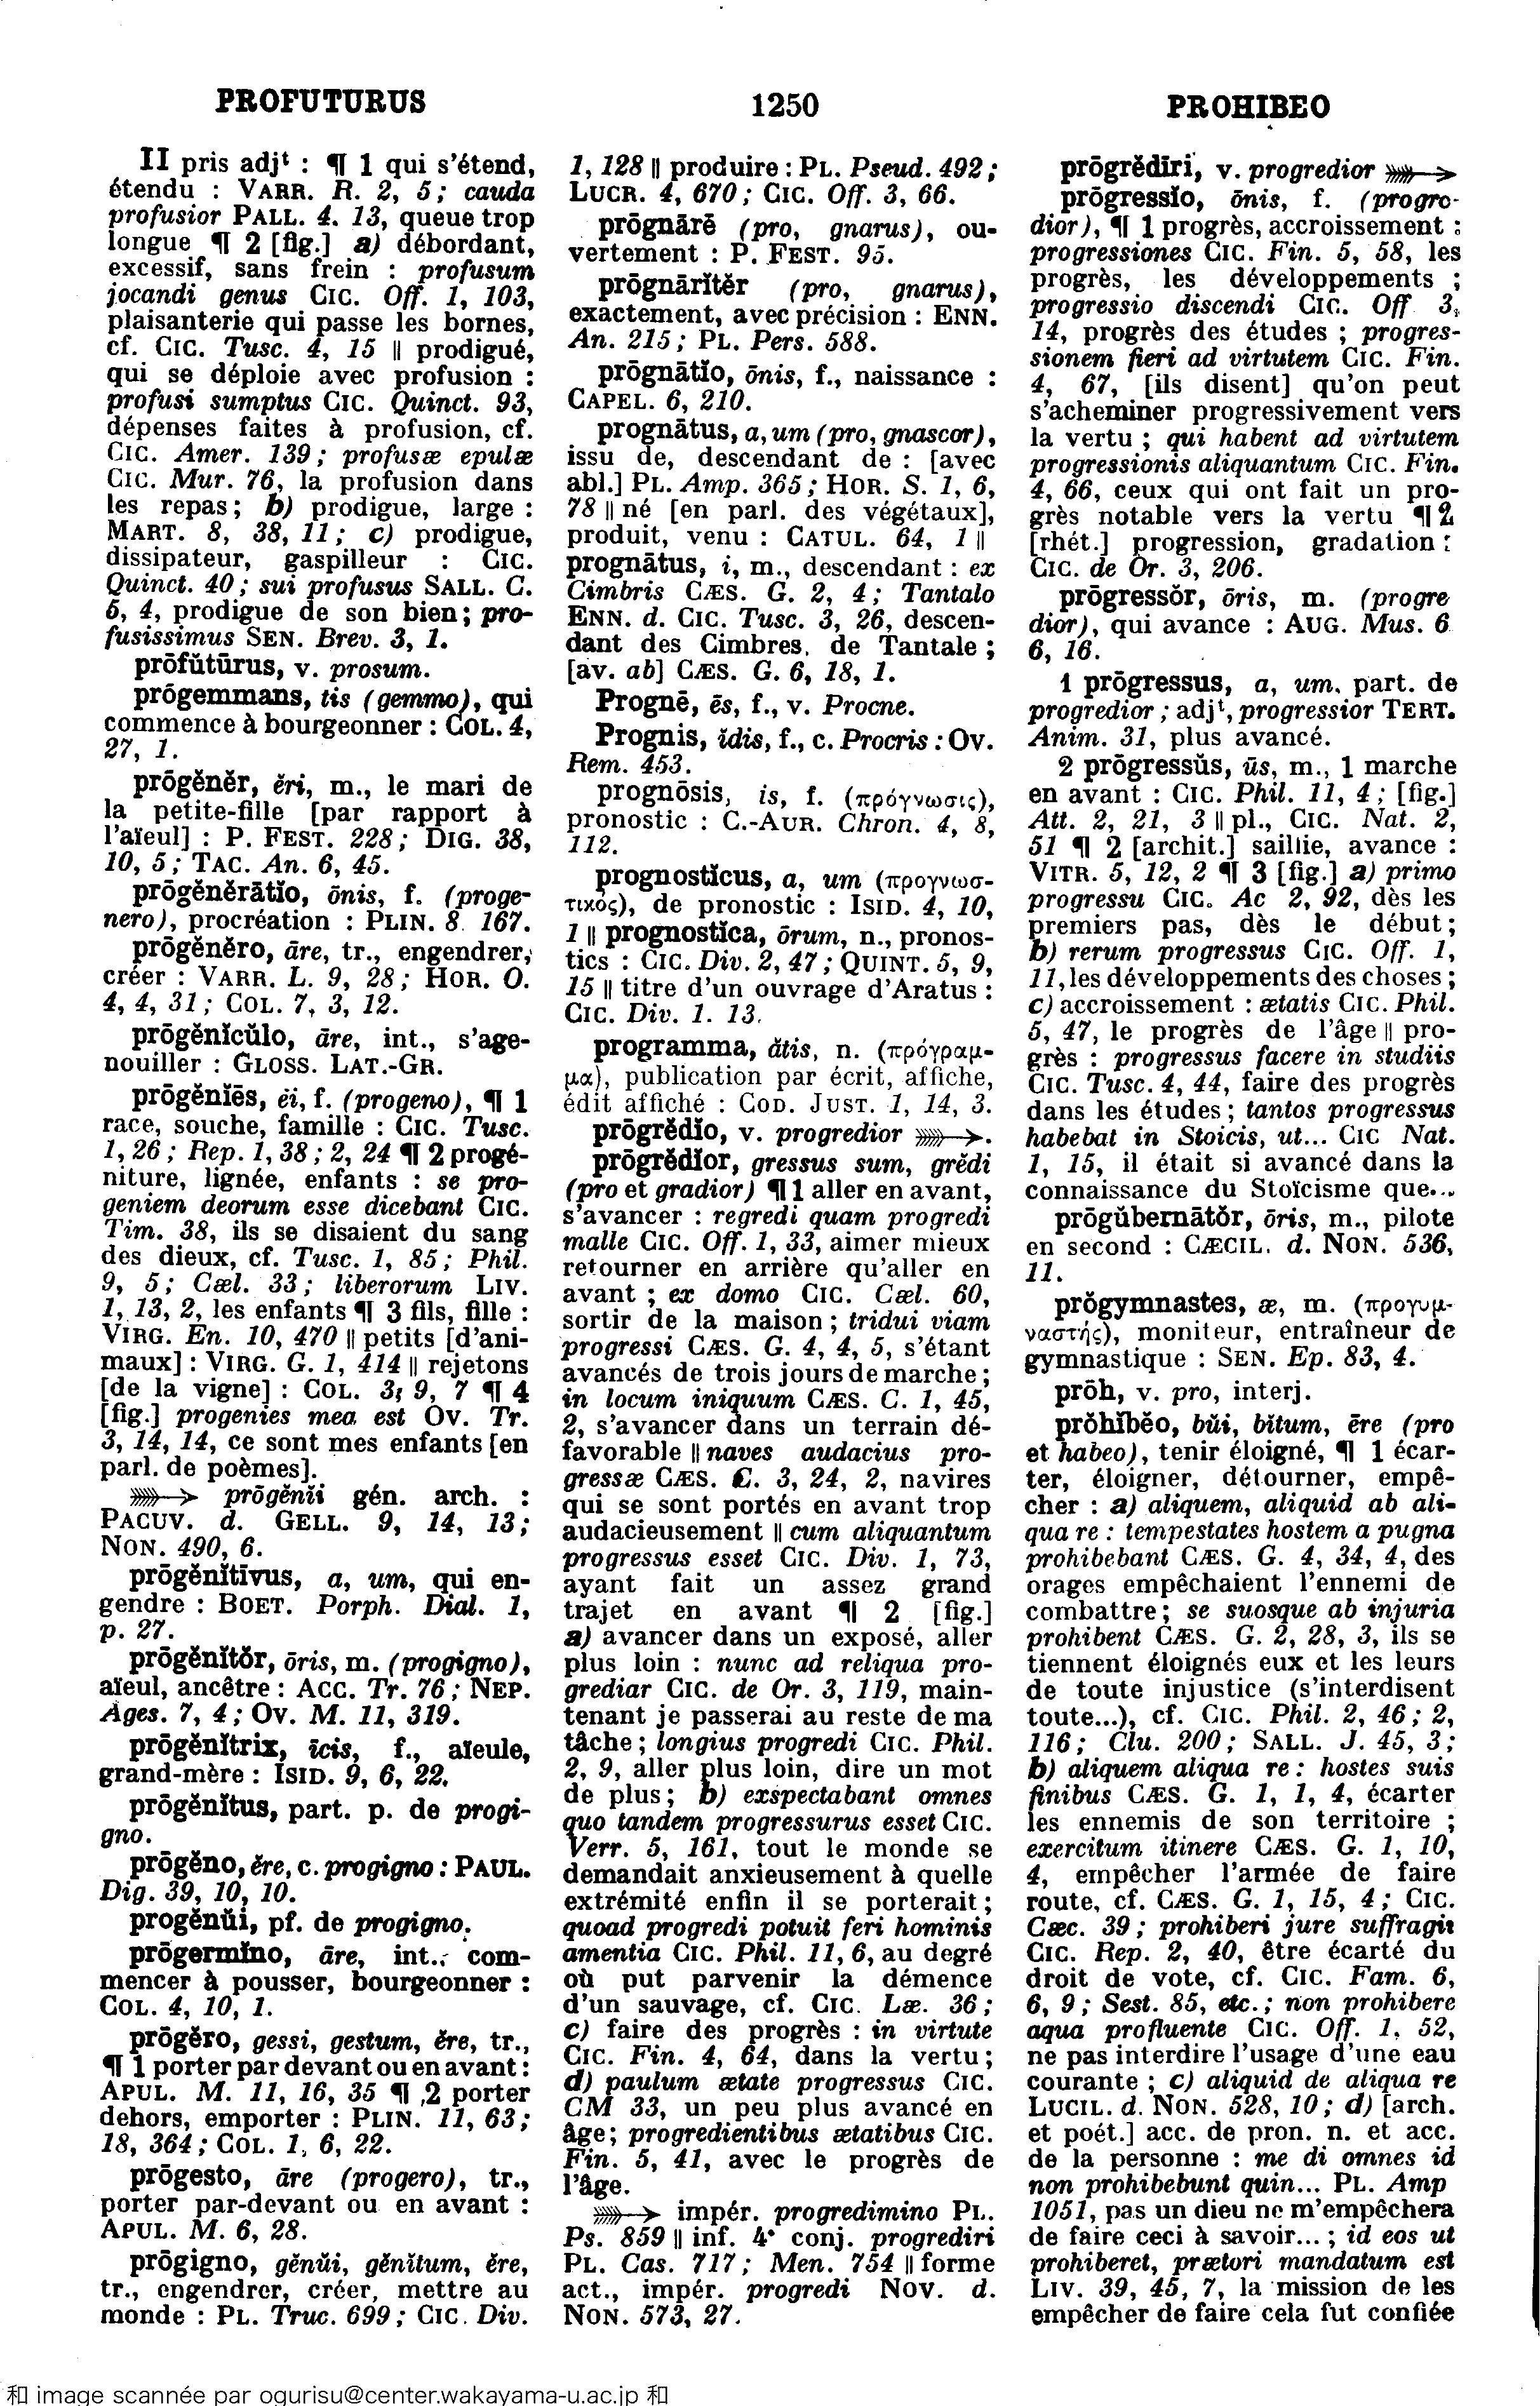 PROFUTURUS
1250
PROHIBEO
II pris adjᵗ : ¶ 1 qui s'étend,
étendu : VARR. R. 2, 5; cauda
profusior PALL. 4. 13, queue trop
longue ¶ 2 [fig.] a) débordant,
excessif, sans frein : profusum
jocandi genus CIC. Off. 1, 103,
plaisanterie qui passe les bornes,
cf. CIC. Tusc. 4, 15 || prodigué,
qui se déploie avec profusion :
profusi sumptus CIC. Quinct. 93,
dépenses faites à profusion, cf.
CIC. Amer. 139; profusæ epulæ
CIC. Mur. 76, la profusion dans
les repas; b) prodigue, large :
MART. 8, 38, 11; c) prodigue,
dissipateur, gaspilleur : CIC.
Quinct. 40; sui profusus SALL. C.
5, 4, prodigue de son bien; pro-
fusissimus SEN. Brev. 3, 1.
prōfŭtūrus, v. prosum.
prōgemmans, tis (gemmo), qui
commence à bourgeonner : COL. 4,
27, 1.
prōgĕnĕr, ĕri, m., le mari de
la petite-fille [par rapport à
l'aïeul] : P. FEST. 228; DIG. 38,
10, 5; TAC. An. 6, 45.
prōgĕnĕrātĭo, ōnis, f. (proge-
nero), procréation : PLIN. 8. 167.
prōgĕnĕro, āre, tr., engendrer,
créer : VARR. L. 9, 28; HOR. O.
4, 4, 31; COL. 7, 3, 12.
prōgĕnĭcŭlo, āre, int., s'age-
nouiller : GLOSS. LAT.-GR.
prōgĕnĭēs, ēi, f. (progeno), ¶ 1
race, souche, famille : CIC. Tusc.
1, 26; Rep. 1, 38; 2, 24 ¶ 2 progé-
niture, lignée, enfants : se pro-
geniem deorum esse dicebant CIC.
Tim. 38, ils se disaient du sang
des dieux, cf. Tusc. 1, 85; Phil.
9, 5; Cæl. 33; liberorum LIV.
1, 13, 2, les enfants ¶ 3 fils, fille :
VIRG. En. 10, 470 || petits [d'ani-
maux] : VIRG. G. 1, 414 || rejetons
[de la vigne] : COL. 3, 9, 7 ¶ 4
[fig.] progenies mea est OV. Tr.
3, 14, 14, ce sont mes enfants [en
parl. de poèmes].
➳ prōgĕnĭi gén. arch. :
PACUV. d. GELL. 9, 14, 13;
NON. 490, 6.
prōgĕnĭtīvus, a, um, qui en-
gendre : BOET. Porph. Dial. 1,
p. 27.
prōgĕnĭtŏr, ōris, m. (progigno),
aïeul, ancêtre : ACC. Tr. 76; NEP.
Ages. 7, 4; OV. M. 11, 319.
prōgĕnĭtrix, īcis, f., aïeule,
grand-mère : ISID. 9, 6, 22.
prōgĕnĭtus, part. p. de progi-
gno.
prōgĕno, ĕre, c. progigno : PAUL.
Dig. 39, 10, 10.
progĕnŭi, pf. de progigno.
prōgermĭno, āre, int., com-
mencer à pousser, bourgeonner :
COL. 4, 10, 1.
prōgĕro, gessi, gestum, ĕre, tr.,
¶ 1 porter par devant ou en avant :
APUL. M. 11, 16, 35 ¶ 2 porter
dehors, emporter : PLIN. 11, 63;
18, 364; COL. 1, 6, 22.
prōgesto, āre (progero), tr.,
porter par-devant ou en avant :
APUL. M. 6, 28.
prōgigno, gĕnŭi, gĕnĭtum, ĕre,
tr., engendrer, créer, mettre au
monde : PL. Truc. 699; CIC. Div.
1, 128 || produire : PL. Pseud. 492;
LUCR. 4, 670; CIC. Off. 3, 66.
prōgnārē (pro, gnarus), ou-
vertement : P. FEST. 95.
prōgnārĭtĕr (pro, gnarus),
exactement, avec précision : ENN.
An. 215; PL. Pers. 588.
prōgnātĭo, ōnis, f., naissance :
CAPEL. 6, 210.
prognātus, a, um (pro, gnascor),
issu de, descendant de : [avec
abl.] PL. Amp. 365; HOR. S. 1, 6,
78 || né [en parl. des végétaux],
produit, venu : CATUL. 64, 1 ||
prognātus, i, m., descendant : ex
Cimbris CÆS. G. 2, 4; Tantalo
ENN. d. CIC. Tusc. 3, 26, descen-
dant des Cimbres, de Tantale;
[av. ab] CÆS. G. 6, 18, 1.
Prognē, ēs, f., v. Procne.
Prognis, ĭdis, f., c. Procris : OV.
Rem. 453.
prognōsis, is, f. (πρόγνωσις),
pronostic : C.-AUR. Chron. 4, 8,
112.
prognostĭcus, a, um (προγνωσ-
τικός), de pronostic : ISID. 4, 10,
1 || prognostĭca, ōrum, n., pronos-
tics : CIC. Div. 2, 47; QUINT. 5, 9,
15 || titre d'un ouvrage d'Aratus :
CIC. Div. 1. 13.
programma, ătis, n. (πρόγραμ-
μα), publication par écrit, affiche,
édit affiché : COD. JUST. 1, 14, 3.
prōgrĕdĭo, v. progredior ➳.
prōgrĕdĭor, gressus sum, grĕdi
(pro et gradior) ¶ 1 aller en avant,
s'avancer : regredi quam progredi
malle CIC. Off. 1, 33, aimer mieux
retourner en arrière qu'aller en
avant; ex domo CIC. Cæl. 60,
sortir de la maison; tridui viam
progressi CÆS. G. 4, 4, 5, s'étant
avancés de trois jours de marche;
in locum iniquum CÆS. C. 1, 45,
2, s'avancer dans un terrain dé-
favorable || naves audacius pro-
gressæ CÆS. C. 3, 24, 2, navires
qui se sont portés en avant trop
audacieusement || cum aliquantum
progressus esset CIC. Div. 1, 73,
ayant fait un assez grand
trajet en avant ¶ 2 [fig.]
a) avancer dans un exposé, aller
plus loin : nunc ad reliqua pro-
grediar CIC. de Or. 3, 119, main-
tenant je passerai au reste de ma
tâche; longius progredi CIC. Phil.
2, 9, aller plus loin, dire un mot
de plus; b) exspectabant omnes
quo tandem progressurus esset CIC.
Verr. 5, 161, tout le monde se
demandait anxieusement à quelle
extrémité enfin il se porterait;
quoad progredi potuit feri hominis
amentia CIC. Phil. 11, 6, au degré
où put parvenir la démence
d'un sauvage, cf. CIC. Læ. 36;
c) faire des progrès : in virtute
CIC. Fin. 4, 64, dans la vertu;
d) paulum ætate progressus CIC.
CM 33, un peu plus avancé en
âge; progredientibus ætatibus CIC.
Fin. 5, 41, avec le progrès de
l'âge.
➳ impér. progredimino PL.
Ps. 859 || inf. 4ᵉ conj. progrediri
PL. Cas. 717; Men. 754 || forme
act., impér. progredi NOV. d.
NON. 573, 27.
prōgrĕdīri, v. progredior ➳
prōgressĭo, ōnis, f. (progre-
dior), ¶ 1 progrès, accroissement :
progressiones CIC. Fin. 5, 58, les
progrès, les développements ;
progressio discendi CIC. Off 3,
14, progrès des études ; progres-
sionem fieri ad virtutem CIC. Fin.
4, 67, [ils disent] qu'on peut
s'acheminer progressivement vers
la vertu ; qui habent ad virtutem
progressionis aliquantum CIC. Fin.
4, 66, ceux qui ont fait un pro-
grès notable vers la vertu ¶ 2
[rhét.] progression, gradation :
CIC. de Or. 3, 206.
prōgressŏr, ōris, m. (progre
dior), qui avance : AUG. Mus. 6
6, 16.
1 prōgressus, a, um, part. de
progredior ; adjᵗ, progressior TERT.
Anim. 31, plus avancé.
2 prōgressŭs, ūs, m., 1 marche
en avant : CIC. Phil. 11, 4; [fig.]
Att. 2, 21, 3 || pl., CIC. Nat. 2,
51 ¶ 2 [archit.] saillie, avance :
VITR. 5, 12, 2 ¶ 3 [fig.] a) primo
progressu CIC. Ac 2, 92, dès les
premiers pas, dès le début;
b) rerum progressus CIC. Off. 1,
11, les développements des choses;
c) accroissement : ætatis CIC. Phil.
5, 47, le progrès de l'âge || pro-
grès : progressus facere in studiis
CIC. Tusc. 4, 44, faire des progrès
dans les études; tantos progressus
habebat in Stoicis, ut... CIC Nat.
1, 15, il était si avancé dans la
connaissance du Stoïcisme que...
prōgŭbernātŏr, ōris, m., pilote
en second : CÆCIL. d. NON. 536,
11.
prŏgymnastes, æ, m. (προγυμ-
ναστής), moniteur, entraîneur de
gymnastique : SEN. Ep. 83, 4.
prōh, v. pro, interj.
prŏhĭbĕo, bŭi, bitum, ēre (pro
et habeo), tenir éloigné, ¶ 1 écar-
ter, éloigner, détourner, empê-
cher : a) aliquem, aliquid ab ali-
qua re : tempestates hostem a pugna
prohibebant CÆS. G. 4, 34, 4, des
orages empêchaient l'ennemi de
combattre; se suosque ab injuria
prohibent CÆS. G. 2, 28, 3, ils se
tiennent éloignés eux et les leurs
de toute injustice (s'interdisent
toute...), cf. CIC. Phil. 2, 46; 2,
116; Clu. 200; SALL. J. 45, 3;
b) aliquem aliqua re : hostes suis
finibus CÆS. G. 1, 1, 4, écarter
les ennemis de son territoire ;
exercitum itinere CÆS. G. 1, 10,
4, empêcher l'armée de faire
route, cf. CÆS. G. 1, 15, 4; CIC.
Cæc. 39; prohiberi jure suffragii
CIC. Rep. 2, 40, être écarté du
droit de vote, cf. CIC. Fam. 6,
6, 9; Sest. 85, etc.; non prohibere
aqua profluente CIC. Off. 1, 52,
ne pas interdire l'usage d'une eau
courante ; c) aliquid de aliqua re
LUCIL. d. NON. 528, 10; d) [arch.
et poét.] acc. de pron. n. et acc.
de la personne : me di omnes id
non prohibebunt quin... PL. Amp
1051, pas un dieu ne m'empêchera
de faire ceci à savoir... ; id eos ut
prohiberet, prætori mandatum est
LIV. 39, 45, 7, la mission de les
empêcher de faire cela fut confiée
和 image scannée par ogurisu@center.wakayama-u.ac.jp 和